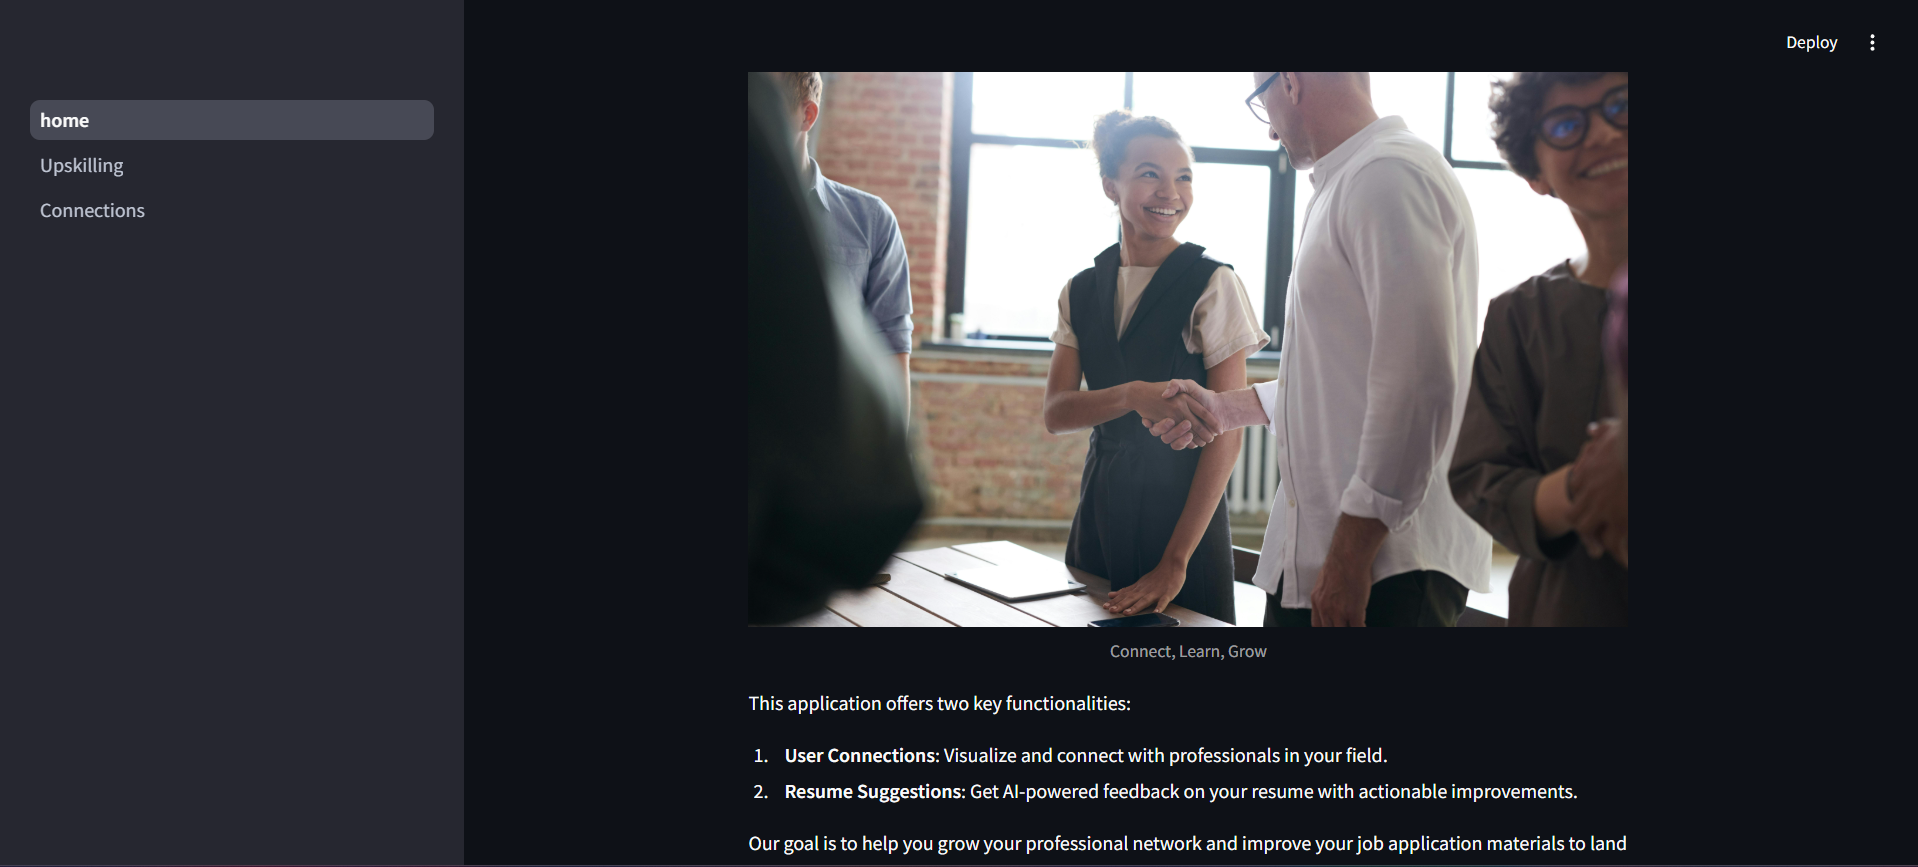 Deploy
home
Upskilling
Connections
Connect, Learn, Grow
This application offers two key functionalities:
1. User Connections: Visualize and connect with professionals in your field.
2. Resume Suggestions: Get AI-powered feedback on your resume with actionable improvements.
Our goal is to help you grow your professional network and improve your job application materials to land